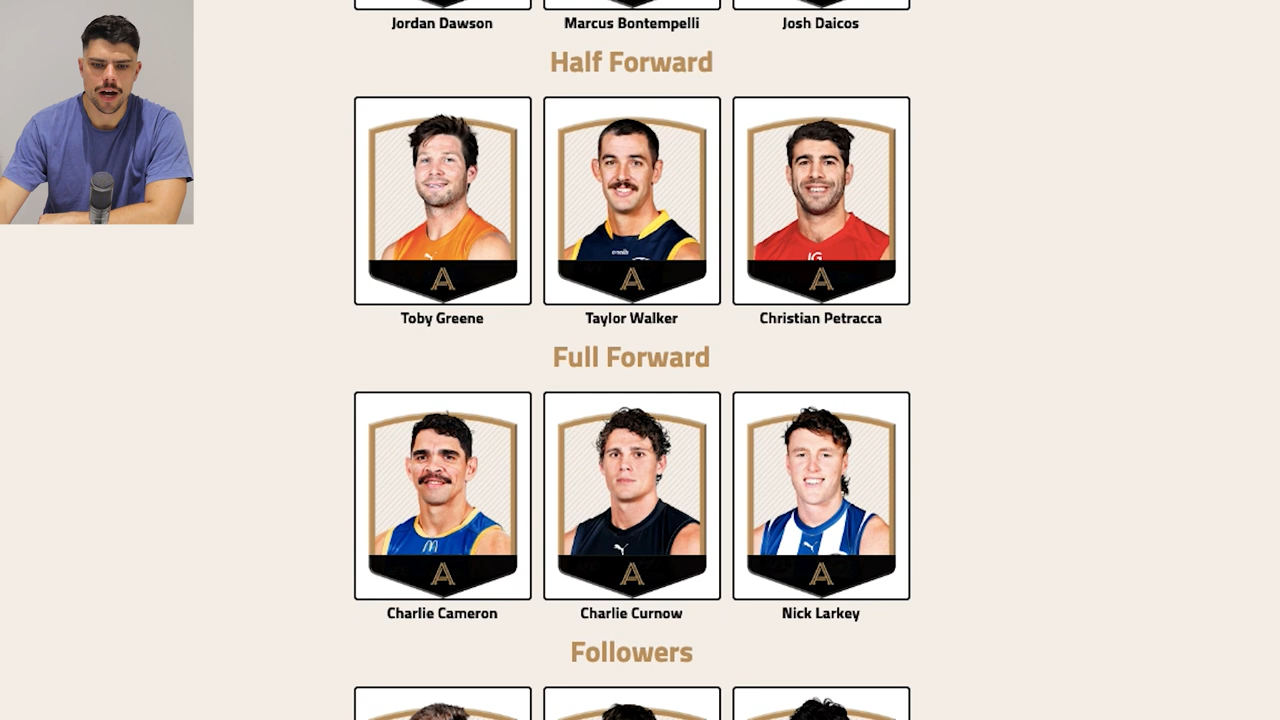 Jordan Dawson Marcus Bontempelli Josh Daicos
Half Forward
Toby Greene Taylor Walker Christian Petracca
Full Forward
Charlie Cameron Charlie Curnow Nick Larkey
Followers